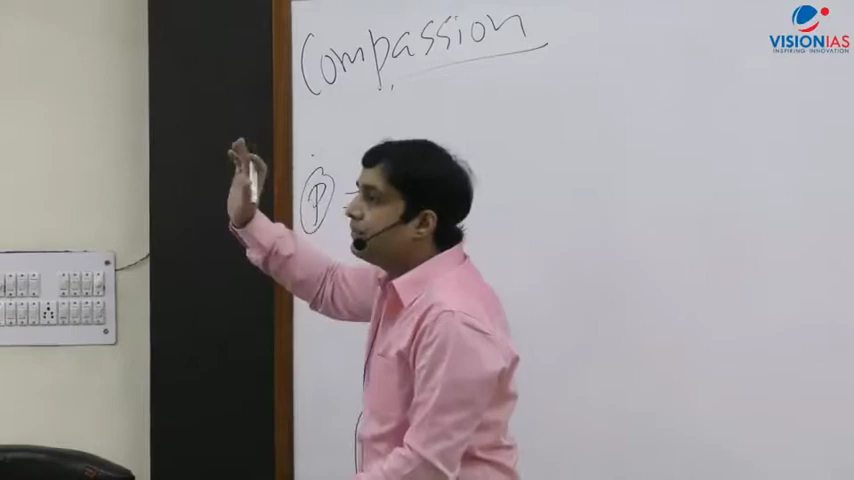 Compassion
VISIONIAS
INSPIRING INNOVATION
P